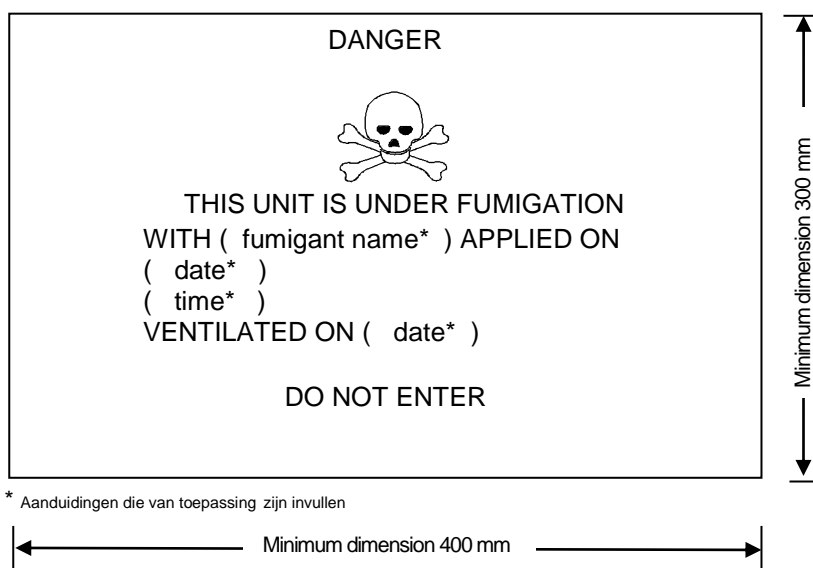 DANGER
THIS UNIT IS UNDER FUMIGATION
WITH ( fumigant name* ) APPLIED ON
( date* )
( time* )
VENTILATED ON ( date* )
DO NOT ENTER
Minimum dimension 300 mm
* Aanduidingen die van toepassing zijn invullen
Minimum dimension 400 mm